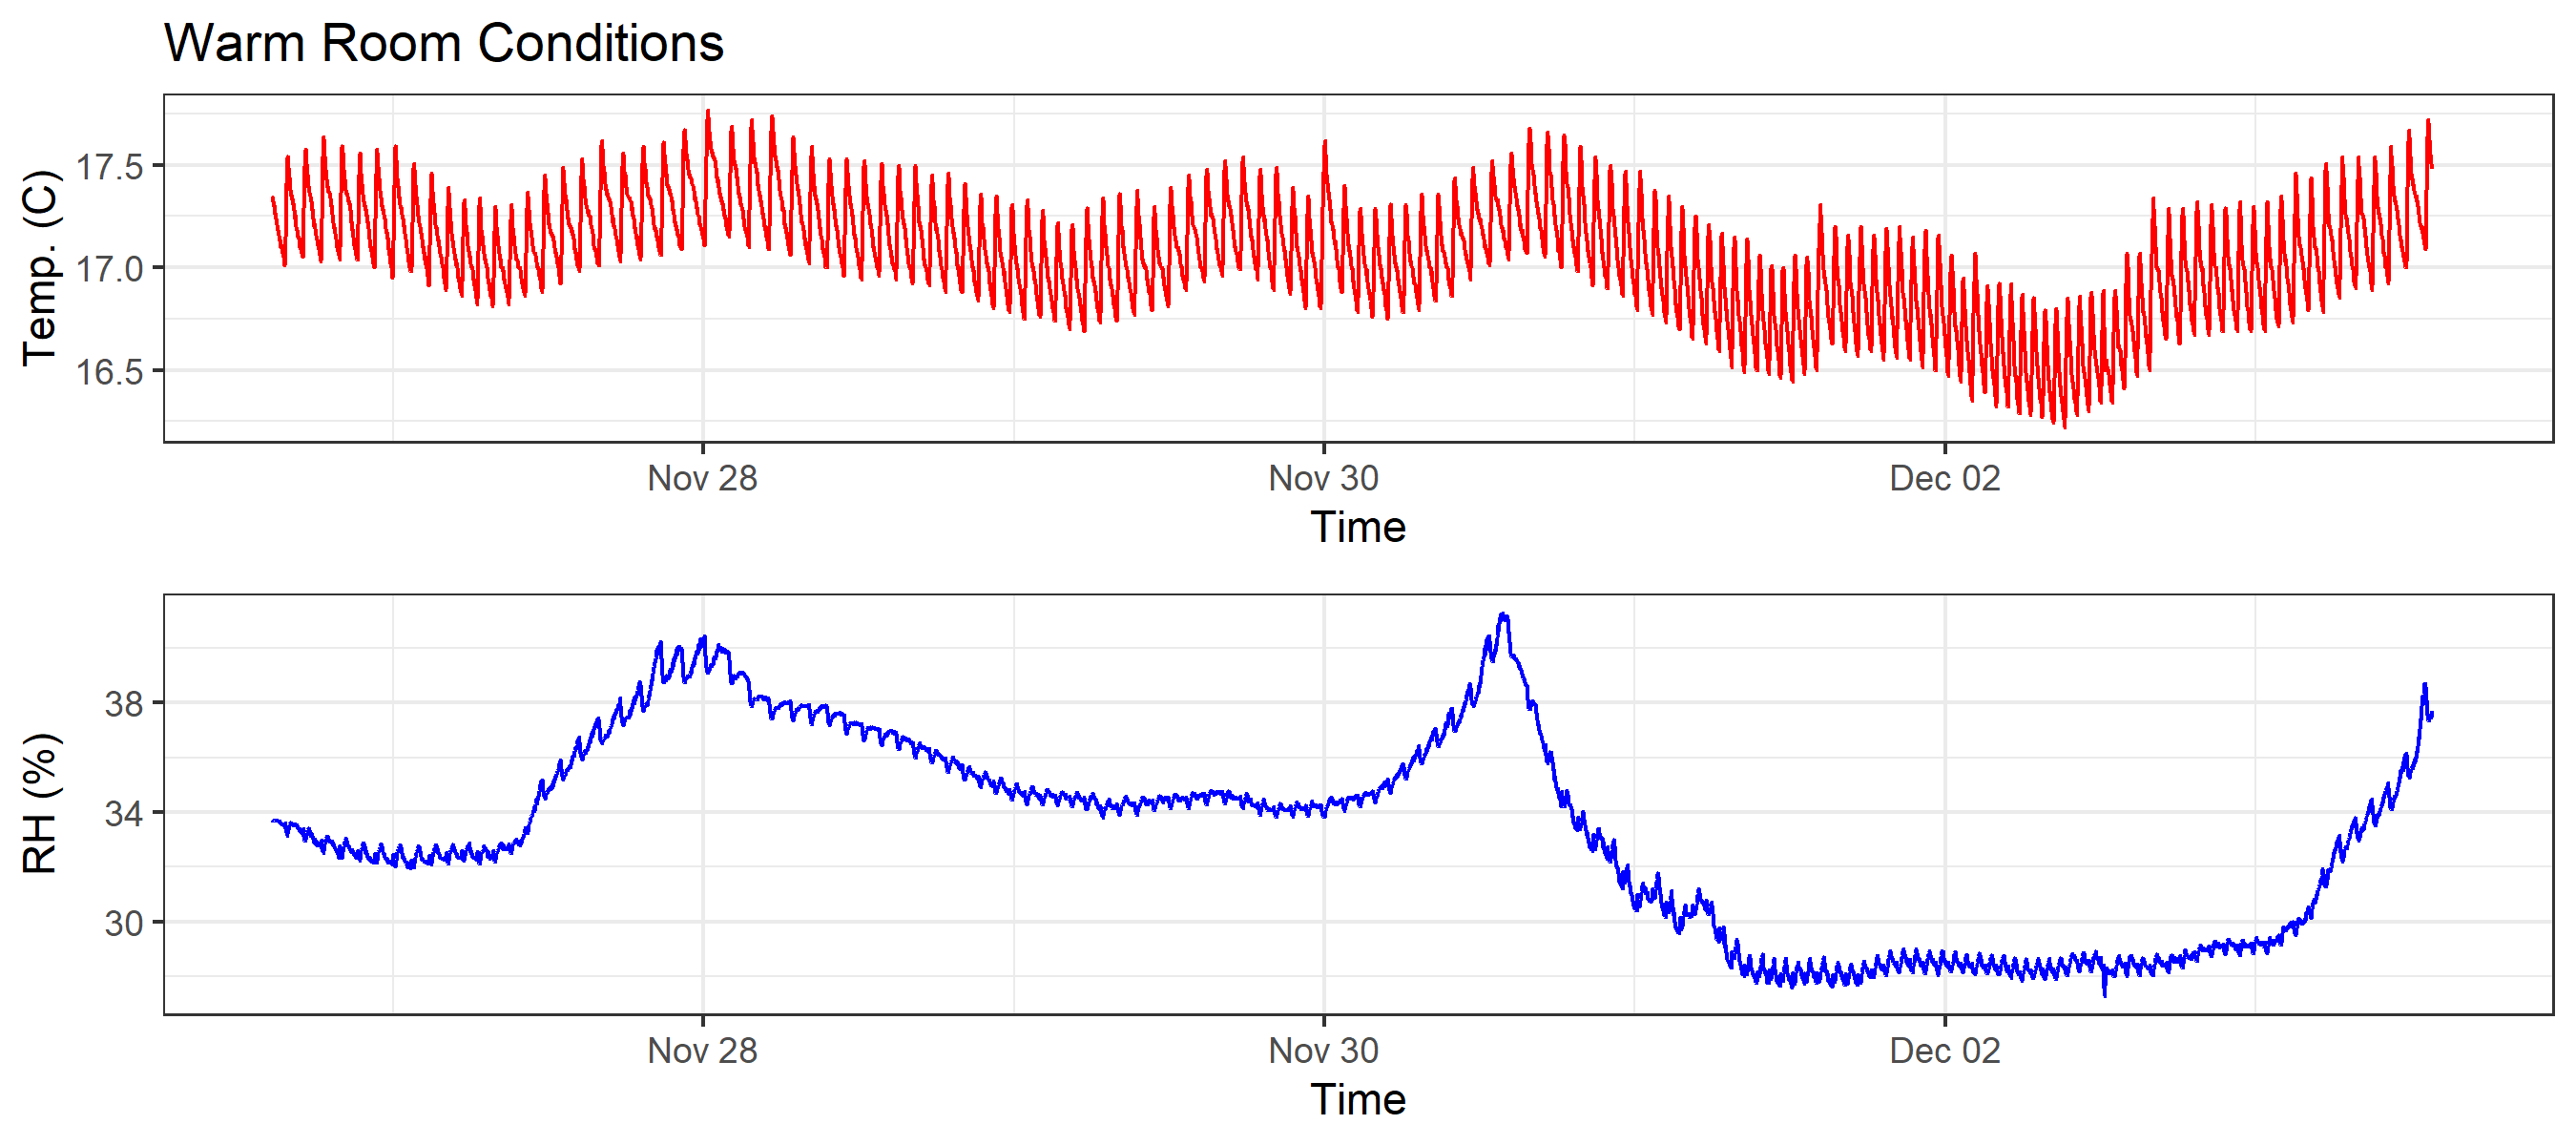 Warm Room Conditions
Temp. (C)
17.5
17.0
16.5
Nov 28 Nov 30 Dec 02
Time
RH (%)
38
34
30
Nov 28 Nov 30 Dec 02
Time